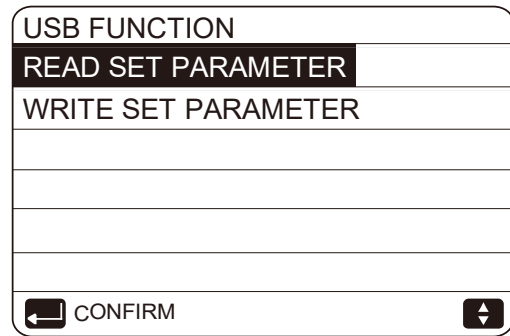 USB FUNCTION
READ SET PARAMETER
WRITE SET PARAMETER
CONFIRM